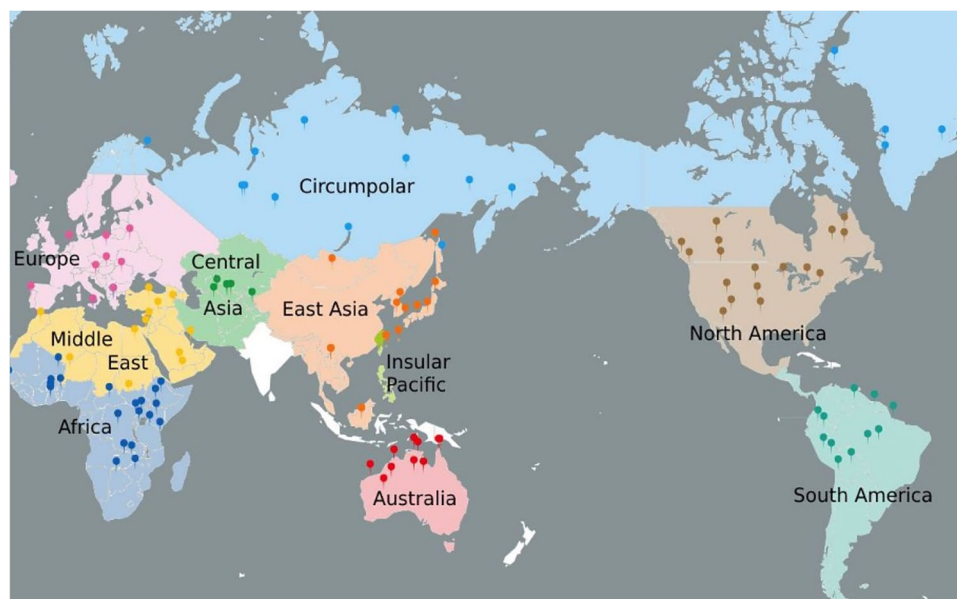 Circumpolar
Europe
Central
Asia
East Asia
Middle
East
Insular
Pacific
North America
Africa
Australia
South America